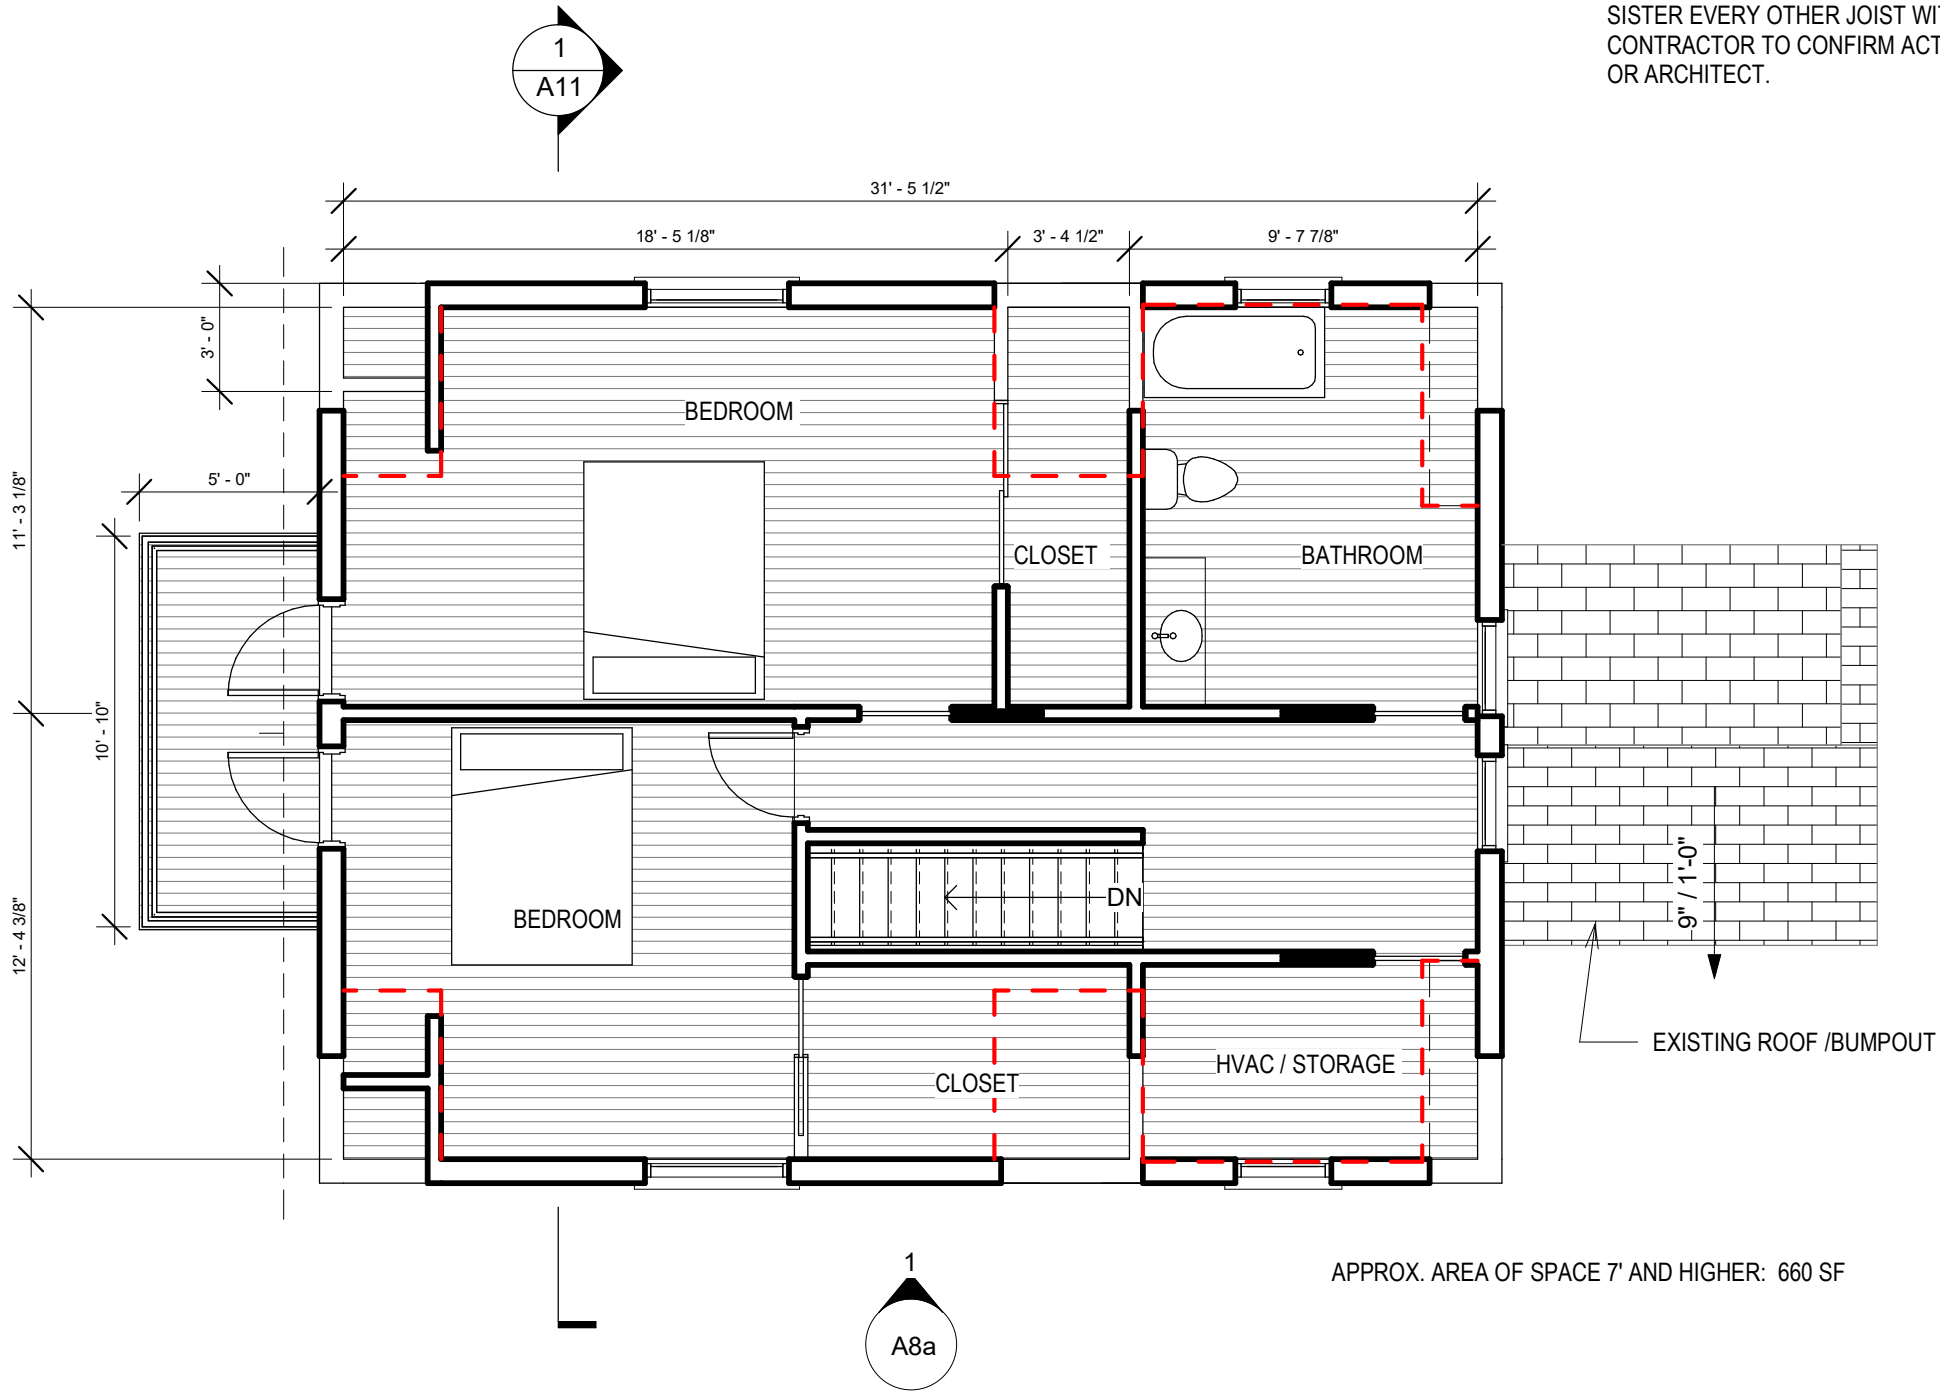 SISTER EVERY OTHER JOIST
CONTRACTOR TO CONFIRM
OR ARCHITECT.
1
A11
31' - 5 1/2"
18' - 5 1/8"
3' - 4 1/2"
9' - 7 7/8"
3' - 0"
BEDROOM
5' - 0"
11' - 3 1/8"
CLOSET
BATHROOM
10' - 10"
9" / 1'-0"
DN
BEDROOM
12' - 4 3/8"
EXISTING ROOF /BUMPOUT
HVAC / STORAGE
CLOSET
1
A8a
APPROX. AREA OF SPACE 7' AND HIGHER: 660 SF